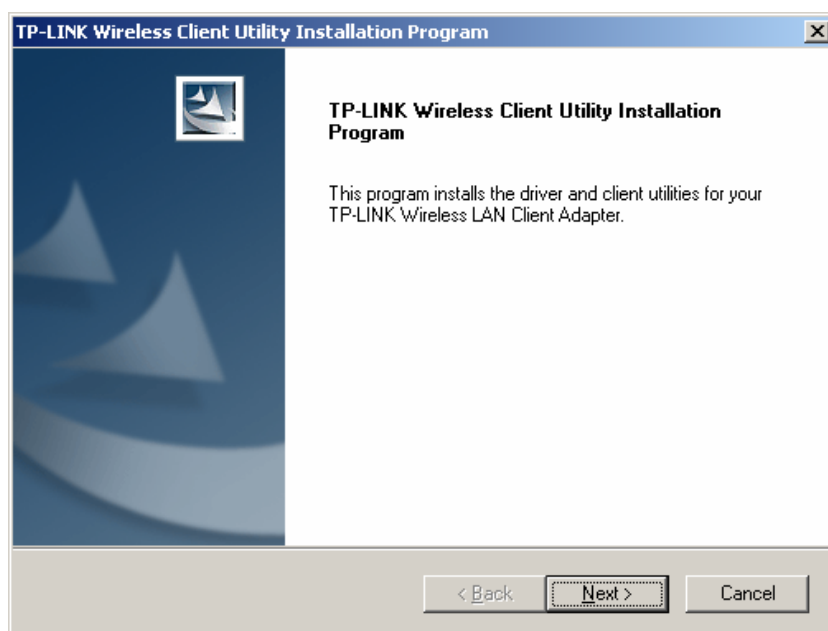 TP-LINK Wireless Client Utility Installation Program
TP-LINK Wireless Client Utility Installation
Program
This program installs the driver and client utilities for your
TP-LINK Wireless LAN Client Adapter.
< Back
Next >
Cancel